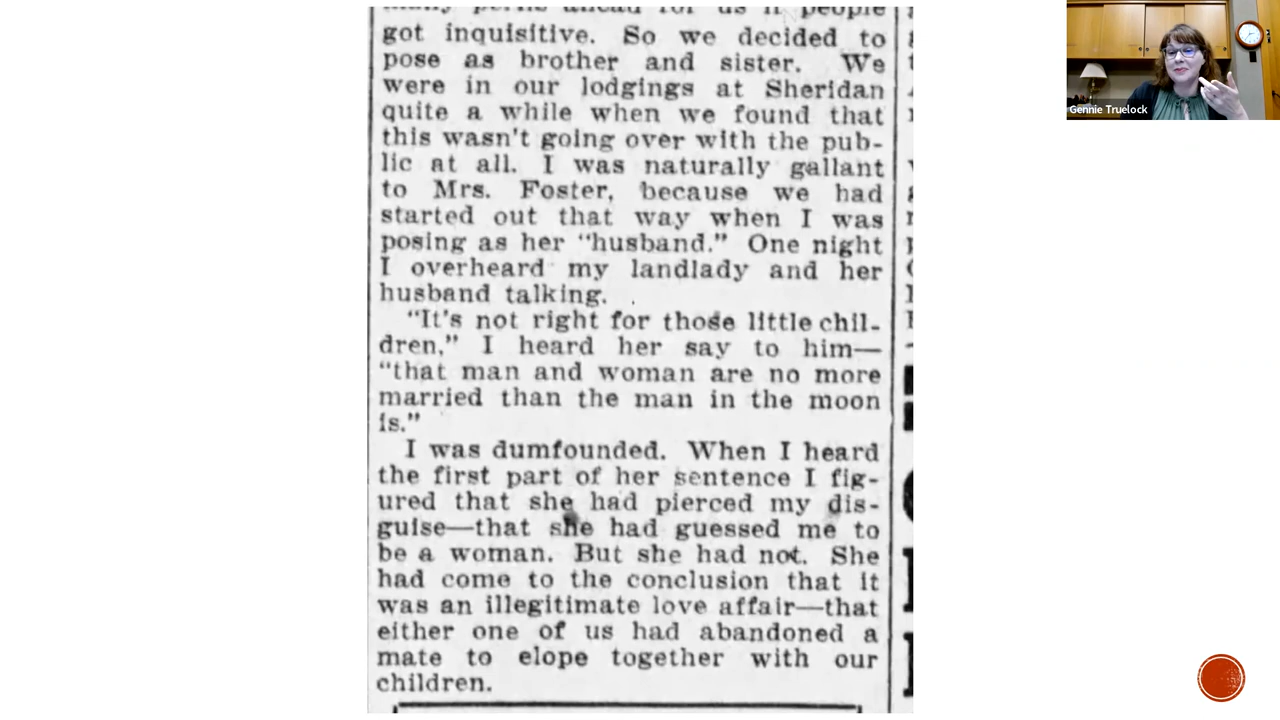 got inquisitive. So we decided to
pose as brother and sister. We
were in our lodgings at Sheridan
quite a while when we found that
this wasn't going over with the pub-
lic at all. I was naturally gallant
to Mrs. Foster, because we had
started out that way when I was
posing as her “husband.” One night
I overheard my landlady and her
husband talking.
“It's not right for those little chil-
dren,” I heard her say to him—
“that man and woman are no more
married than the man in the moon
is.”
I was dumfounded. When I heard
the first part of her sentence I fig-
ured that she had pierced my dis-
guise—that she had guessed me to
be a woman. But she had not. She
had come to the conclusion that it
was an illegitimate love affair—that
either one of us had abandoned a
mate to elope together with our
children.
Gennie Truelock